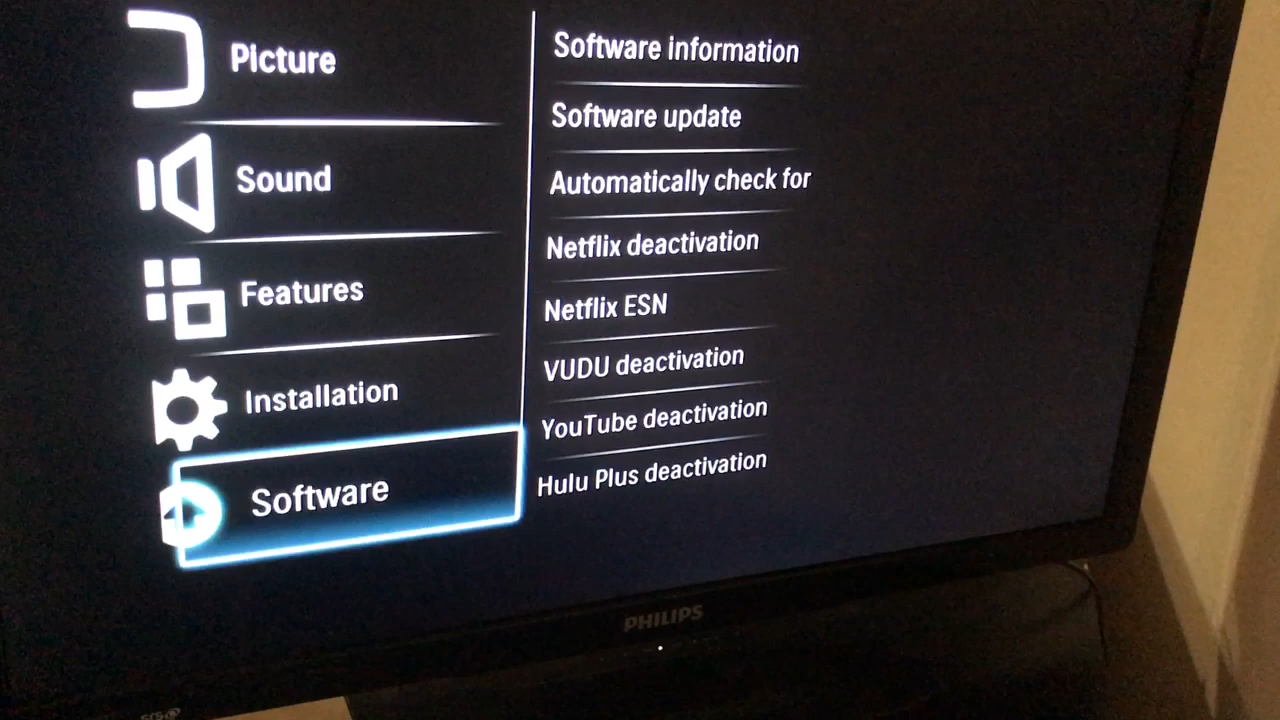 Picture
Sound
Features
Installation
Software
Software information
Software update
Automatically check for
Netflix deactivation
Netflix ESN
VUDU deactivation
YouTube deactivation
Hulu Plus deactivation
PHILIPS